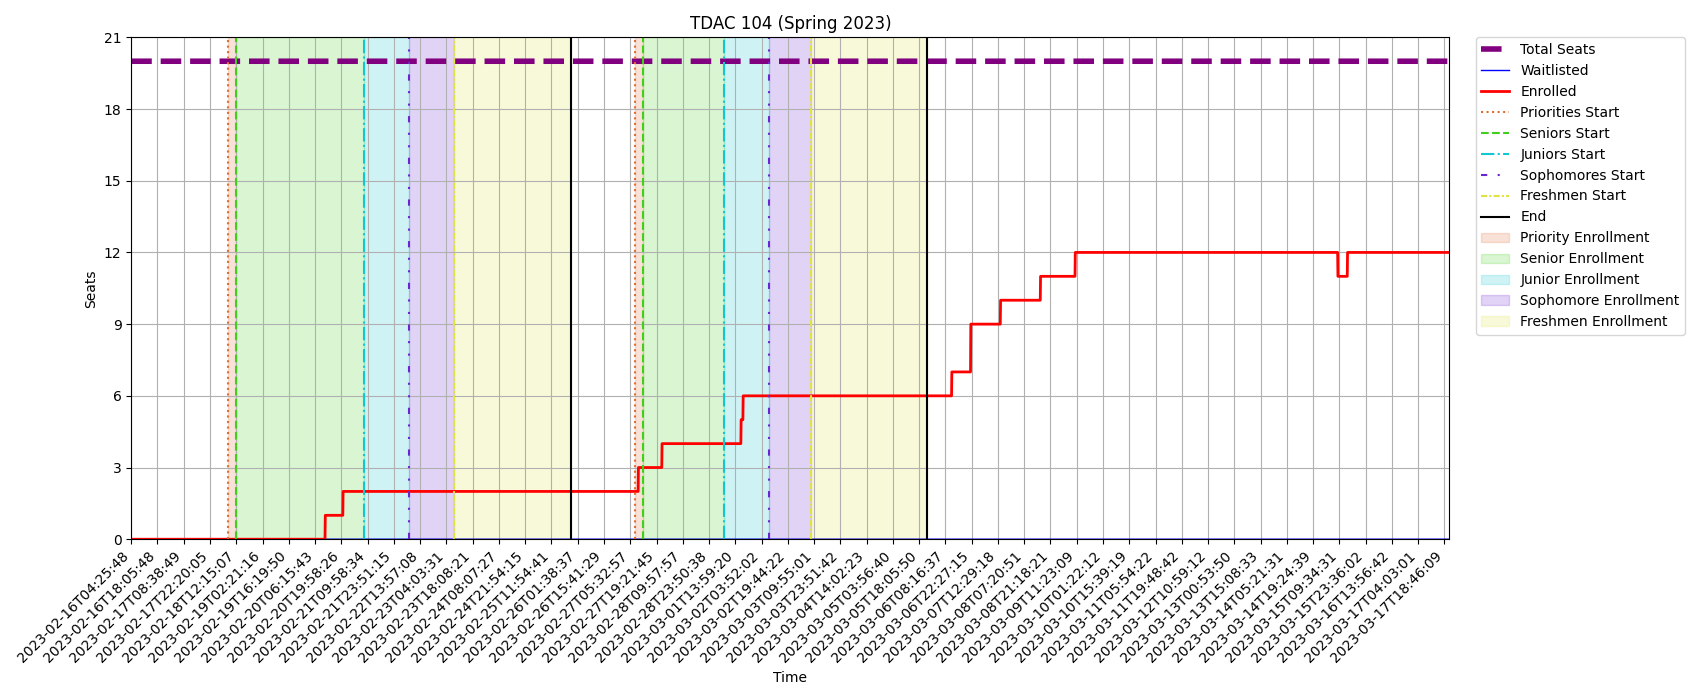 TDAC 104 (Spring 2023)
21
18
15
12
9
6
3
0
Seats
2023-02-16T04:25:48
2023-02-16T18:05:48
2023-02-17T08:38:49
2023-02-17T22:20:05
2023-02-18T12:15:07
2023-02-19T02:21:16
2023-02-19T16:19:50
2023-02-20T06:15:43
2023-02-20T19:58:26
2023-02-21T09:58:34
2023-02-21T23:51:15
2023-02-22T13:57:08
2023-02-23T04:03:31
2023-02-23T18:08:21
2023-02-24T08:07:27
2023-02-24T21:54:15
2023-02-25T11:54:41
2023-02-26T01:38:37
2023-02-26T15:41:29
2023-02-27T05:32:57
2023-02-27T19:21:45
2023-02-28T09:57:57
2023-02-28T23:50:38
2023-03-01T13:59:20
2023-03-02T03:52:02
2023-03-02T19:44:22
2023-03-03T09:55:01
2023-03-03T23:51:42
2023-03-04T14:02:23
2023-03-05T03:56:40
2023-03-05T18:05:50
2023-03-06T08:16:37
2023-03-06T22:27:15
2023-03-07T12:29:18
2023-03-08T07:20:51
2023-03-08T21:18:21
2023-03-09T11:23:09
2023-03-10T01:22:12
2023-03-10T15:39:19
2023-03-11T05:54:22
2023-03-11T19:48:42
2023-03-12T10:59:12
2023-03-13T00:53:50
2023-03-13T15:08:33
2023-03-14T05:21:31
2023-03-14T19:24:39
2023-03-15T09:34:31
2023-03-15T23:36:02
2023-03-16T13:56:42
2023-03-17T04:03:01
2023-03-17T18:46:09
Time
Total Seats
Waitlisted
Enrolled
Priorities Start
Seniors Start
Juniors Start
Sophomores Start
Freshmen Start
End
Priority Enrollment
Senior Enrollment
Junior Enrollment
Sophomore Enrollment
Freshmen Enrollment